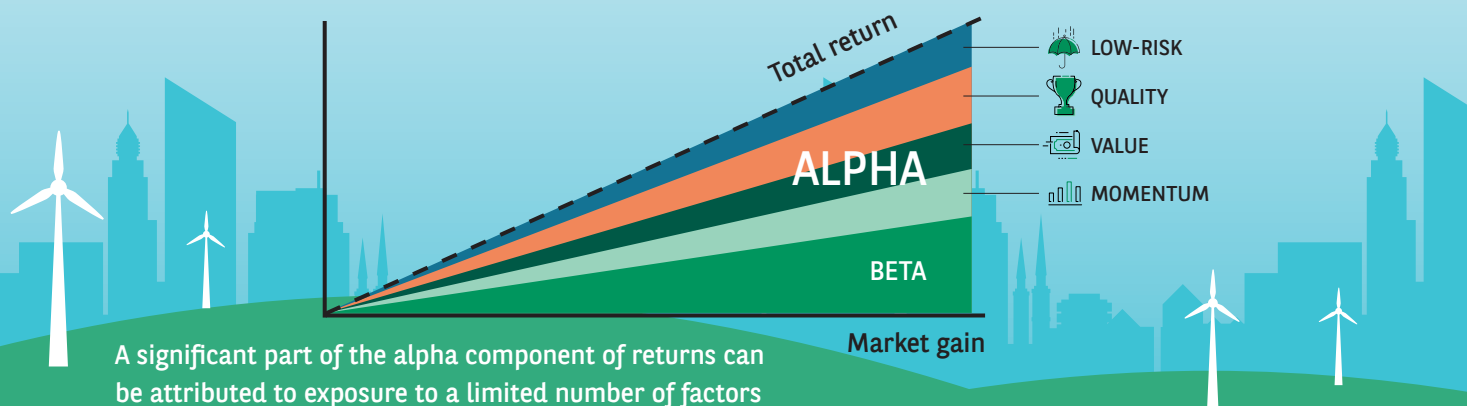 Total return
LOW-RISK
QUALITY
VALUE
MOMENTUM
ALPHA
BETA
Market gain
A significant part of the alpha component of returns can
be attributed to exposure to a limited number of factors